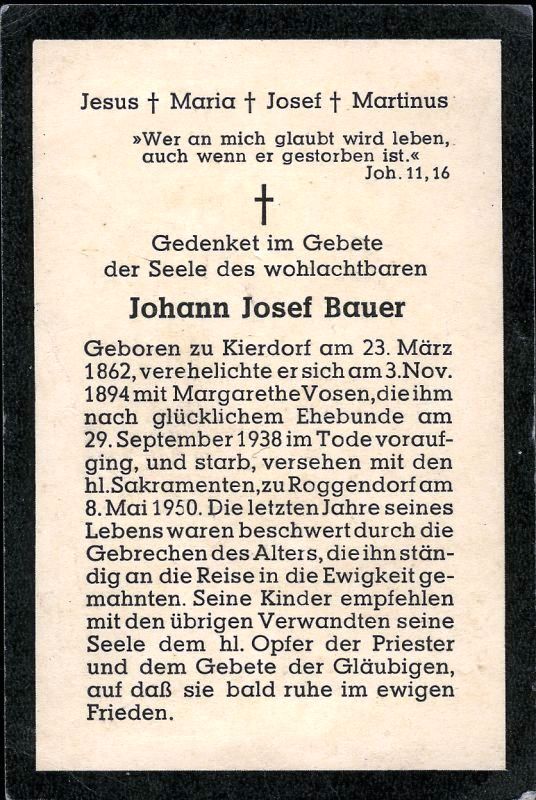 Jesus † Maria † Josef † Martinus
»Wer an mich glaubt wird leben,
auch wenn er gestorben ist.«
Joh. 11, 16
Gedenket im Gebete
der Seele des wohlachtbaren
Johann Josef Bauer
Geboren zu Kierdorf am 23. März
1862, verehelichte er sich am 3. Nov.
1894 mit Margarethe Vosen, die ihm
nach glücklichem Ehebunde am
29. September 1938 im Tode vorauf-
ging, und starb, versehen mit den
hl. Sakramenten, zu Roggendorf am
8. Mai 1950. Die letzten Jahre seines
Lebens waren beschwert durch die
Gebrechen des Alters, die ihn stän-
dig an die Reise in die Ewigkeit ge-
mahnten. Seine Kinder empfehlen
mit den übrigen Verwandten seine
Seele dem hl. Opfer der Priester
und dem Gebete der Gläubigen,
auf daß sie bald ruhe im ewigen
Frieden.